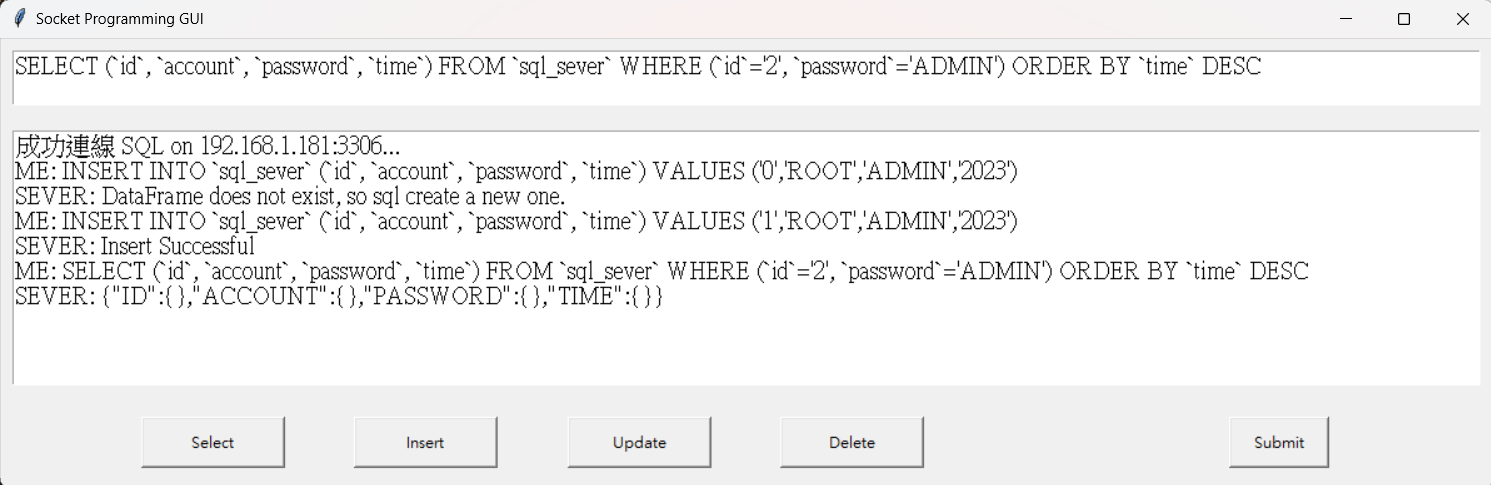 Socket Programming GUI
SELECT (`id`, `account`, `password`, `time`) FROM `sql_sever` WHERE (`id`='2', `password`='ADMIN') ORDER BY `time` DESC
成功連線 SQL on 192.168.1.181:3306...
ME: INSERT INTO `sql_sever` (`id`, `account`, `password`, `time`) VALUES ('0','ROOT','ADMIN','2023')
SEVER: DataFrame does not exist, so sql create a new one.
ME: INSERT INTO `sql_sever` (`id`, `account`, `password`, `time`) VALUES ('1','ROOT','ADMIN','2023')
SEVER: Insert Successful
ME: SELECT (`id`, `account`, `password`, `time`) FROM `sql_sever` WHERE (`id`='2', `password`='ADMIN') ORDER BY `time` DESC
SEVER: {"ID":{},"ACCOUNT":{},"PASSWORD":{},"TIME":{}}
Select Insert Update Delete Submit